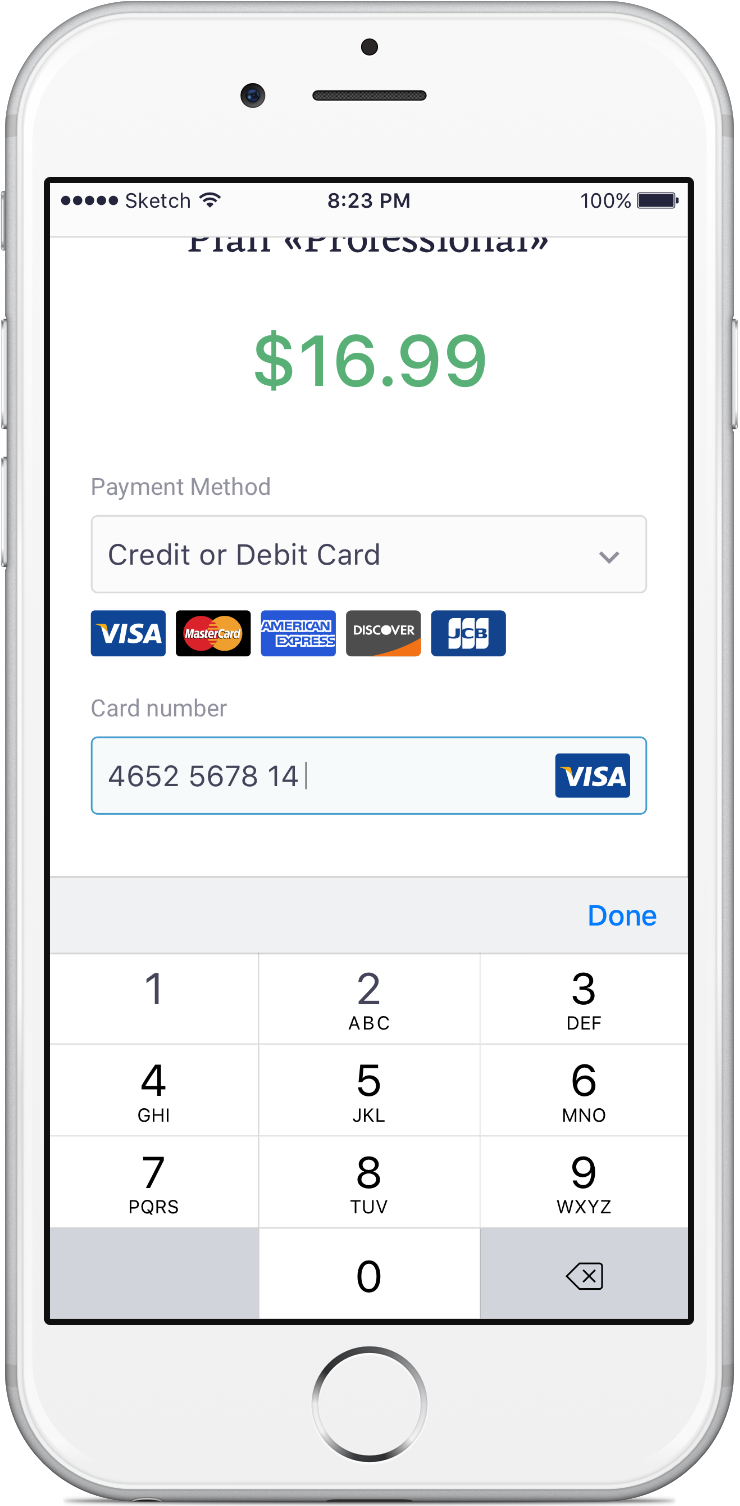 ●●●●● Sketch 8:23 PM 100%
Plan «Professional»
$16.99
Payment Method
Credit or Debit Card
VISA MasterCard AMERICAN EXPRESS DISCOVER JCB
Card number
4652 5678 14 VISA
Done
1 2 3
ABC DEF
4 5 6
GHI JKL MNO
7 8 9
PQRS TUV WXYZ
0